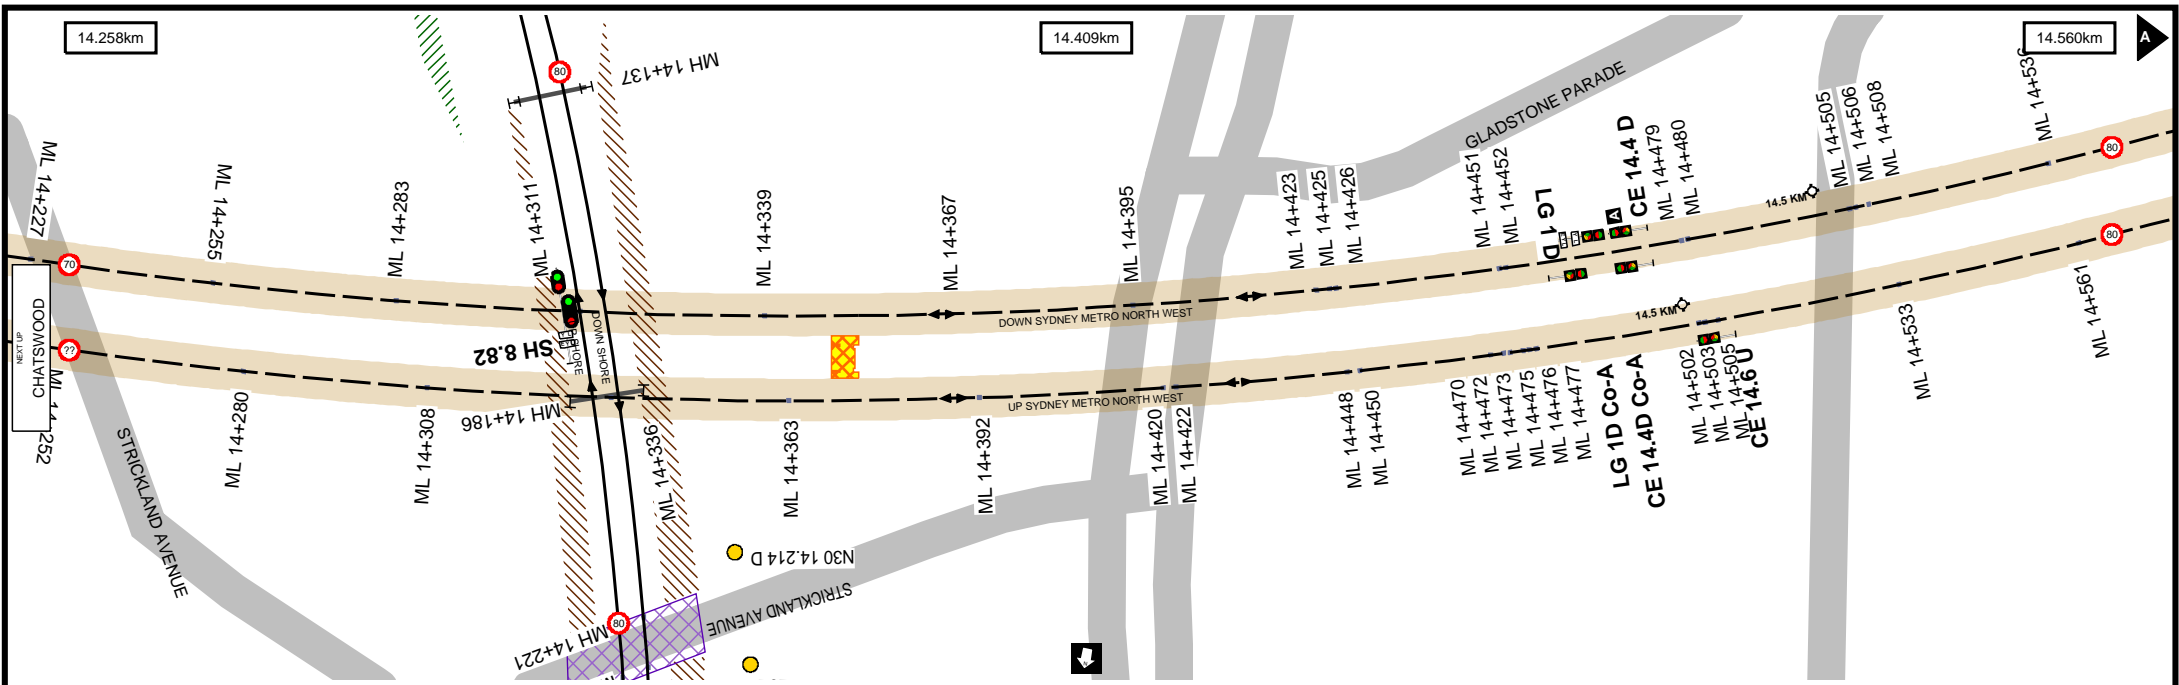 14.258km
14.409km
14.560km
A
80
MH 14+137
GLADSTONE PARADE
ML 14+227
ML 14+255
ML 14+283
ML 14+311
ML 14+339
ML 14+367
ML 14+395
ML 14+423
ML 14+425
ML 14+426
ML 14+451
ML 14+452
LG 1 D
A
CE 14.4 D
ML 14+479
ML 14+480
14.5 KM
ML 14+505
ML 14+506
ML 14+508
ML 14+536
80
70
NEXT UP
CHATSWOOD
??
SH 8.82
DOWN SHORE
DOWN SYDNEY METRO NORTH WEST
UP SYDNEY METRO NORTH WEST
14.5 KM
80
14+252
ML 14+280
ML 14+308
MH 14+186
ML 14+336
ML 14+363
ML 14+392
ML 14+420
ML 14+422
ML 14+448
ML 14+450
ML 14+470
ML 14+472
ML 14+473
ML 14+475
ML 14+476
ML 14+477
LG 1D Co-A
CE 14.4D Co-A
ML 14+502
ML 14+503
ML 14+505
CE 14.6 U
ML 14+533
ML 14+561
STRICKLAND AVENUE
N30 14.214 D
STRICKLAND AVENUE
80
MH 14+221